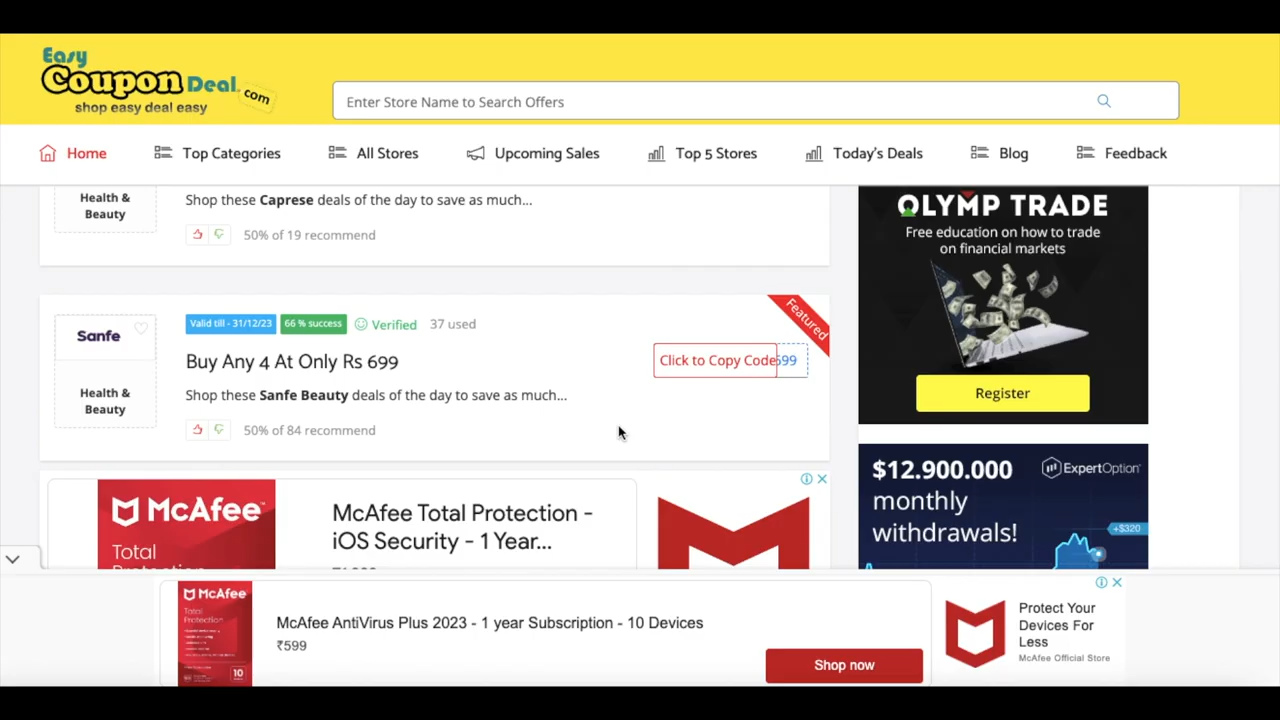 Easy
Coupon Deal.com
shop easy deal easy
Enter Store Name to Search Offers
Home
Top Categories
All Stores
Upcoming Sales
Top 5 Stores
Today's Deals
Blog
Feedback
Health &
Beauty
Shop these Caprese deals of the day to save as much...
50% of 19 recommend
Sanfe
Health &
Beauty
Valid till - 31/12/23
66 % success
Verified
37 used
Buy Any 4 At Only Rs 699
Shop these Sanfe Beauty deals of the day to save as much...
50% of 84 recommend
Click to Copy Code
699
Featured
OLYMP TRADE
Free education on how to trade
on financial markets
Register
$12.900.000
monthly
withdrawals!
ExpertOption
+$320
McAfee
Total
McAfee Total Protection -
iOS Security - 1 Year...
McAfee
Total
Protection
10
McAfee AntiVirus Plus 2023 - 1 year Subscription - 10 Devices
₹599
Shop now
Protect Your
Devices For
Less
McAfee Official Store